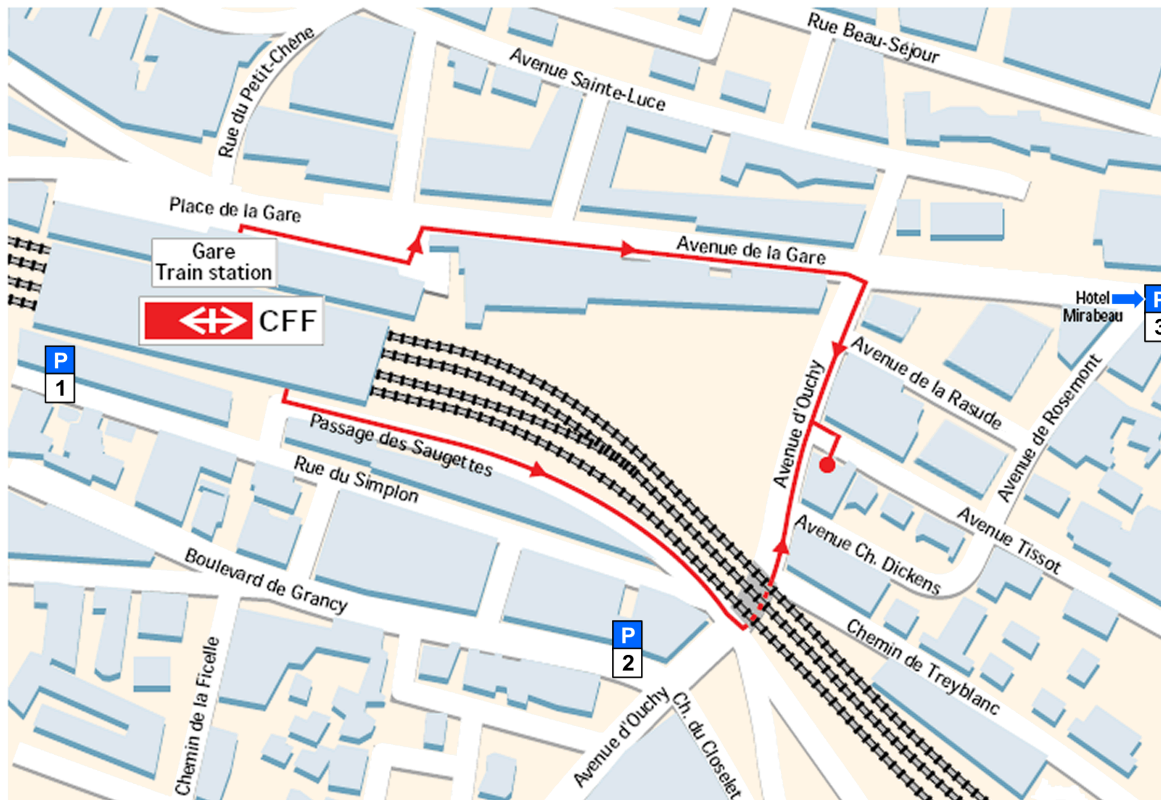 Rue Beau-Séjour
Rue du Petit-Chêne
Avenue Sainte-Luce
Place de la Gare
Gare
Train station
CFF
Avenue de la Gare
Hôtel
Mirabeau
P
3
P
1
Avenue de la Rasude
Avenue de Rosemont
Avenue d'Ouchy
Passage des Saugettes
Rue du Simplon
Avenue Tissot
Avenue Ch. Dickens
Boulevard de Grancy
P
2
Chemin de Treyblanc
Chemin de la Ficelle
Avenue d'Ouchy
Ch. du Closelet